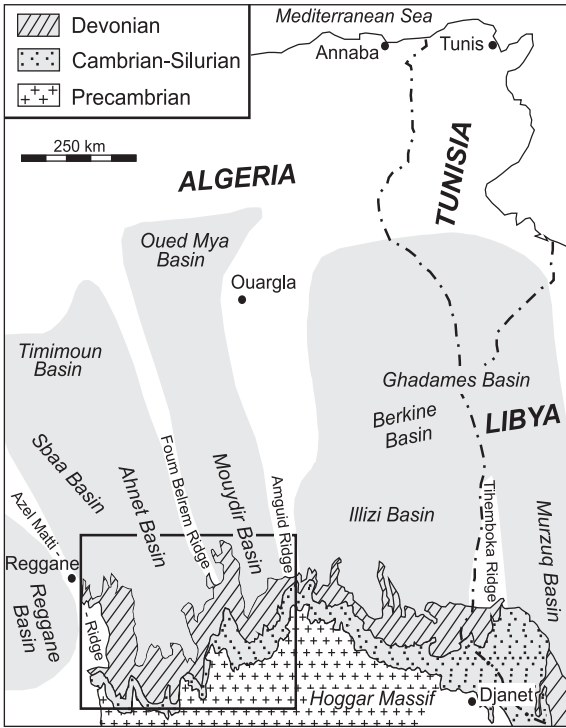 Mediterranean Sea
Devonian
Cambrian-Silurian
Precambrian
Annaba
Tunis
250 km
ALGERIA
TUNISIA
Oued Mya
Basin
Ouargla
Timimoun
Basin
Ghadames Basin
Berkine
Basin
LIBYA
Sbaa Basin
Ahnet Basin
Foum Belrem Ridge
Mouydir Basin
Amguid Ridge
Illizi Basin
Tihemboka Ridge
Murzuq Basin
Azel Matti -
Ridge
Reggane
Reggane
Basin
Hoggar Massif
Djanet